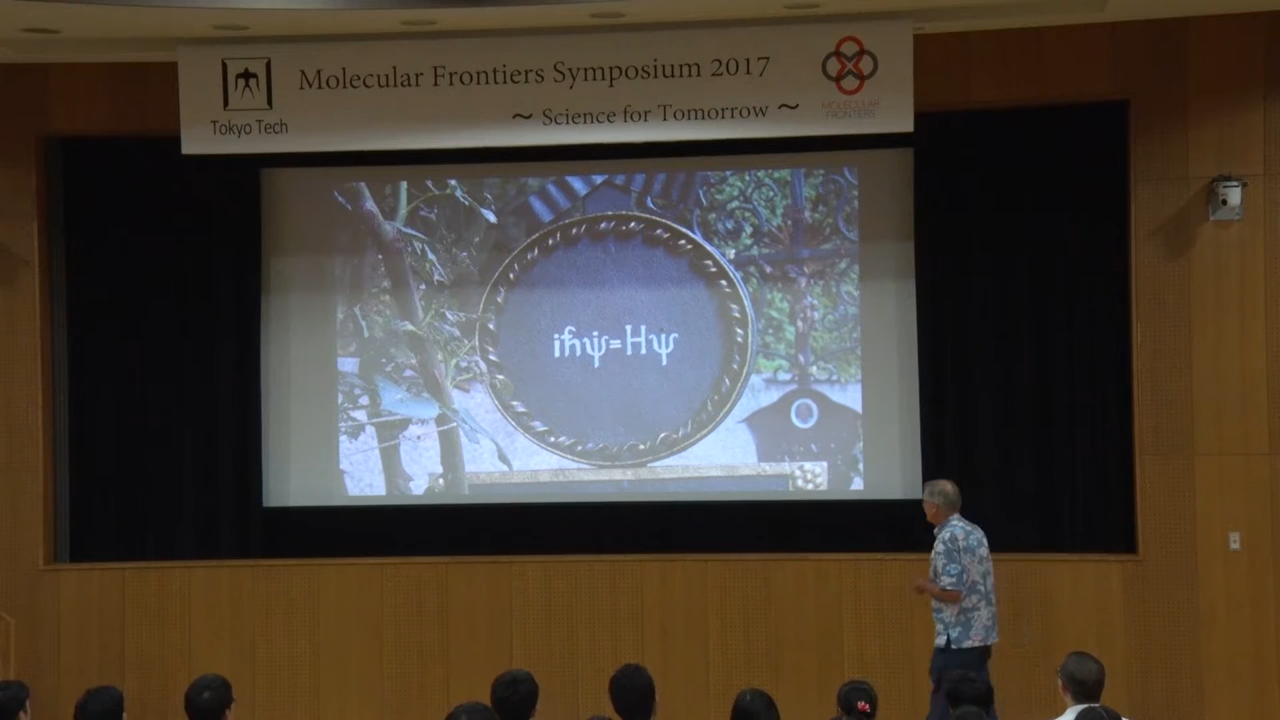 Molecular Frontiers Symposium 2017
~ Science for Tomorrow ~
Tokyo Tech
MOLECULAR
FRONTIERS
iħψ̇=Hψ